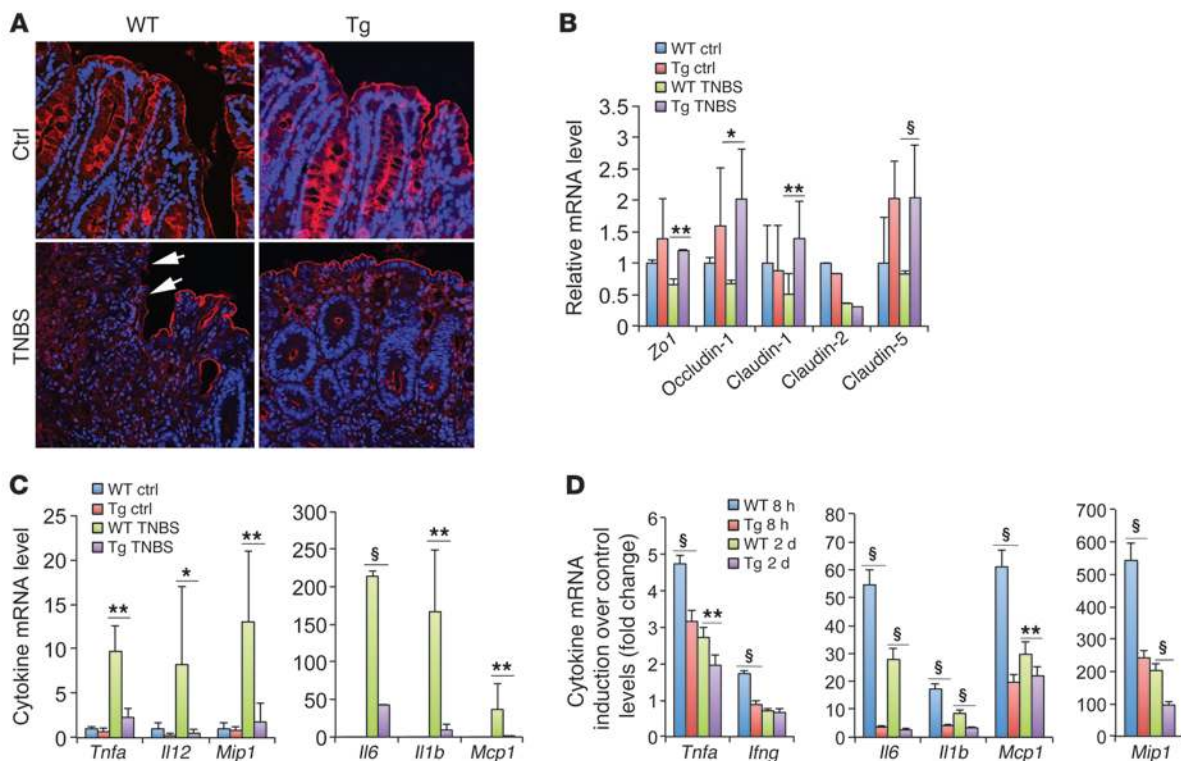 A
WT
Tg
Ctrl
TNBS
B
WT ctrl
Tg ctrl
WT TNBS
Tg TNBS
Relative mRNA level
3.5
3
2.5
2
1.5
1
0.5
0
**
*
**
§
Zo1
Occludin-1
Claudin-1
Claudin-2
Claudin-5
C
WT ctrl
Tg ctrl
WT TNBS
Tg TNBS
Cytokine mRNA level
25
20
15
10
5
0
**
*
**
Tnfa
Il12
Mip1
300
250
200
150
100
50
0
§
**
**
Il6
Il1b
Mcp1
D
WT 8 h
Tg 8 h
WT 2 d
Tg 2 d
Cytokine mRNA
induction over control
levels (fold change)
6
5
4
3
2
1
0
§
**
§
Tnfa
Ifng
80
70
60
50
40
30
20
10
0
§
§
§
§
§
**
Il6
Il1b
Mcp1
700
600
500
400
300
200
100
0
§
§
Mip1